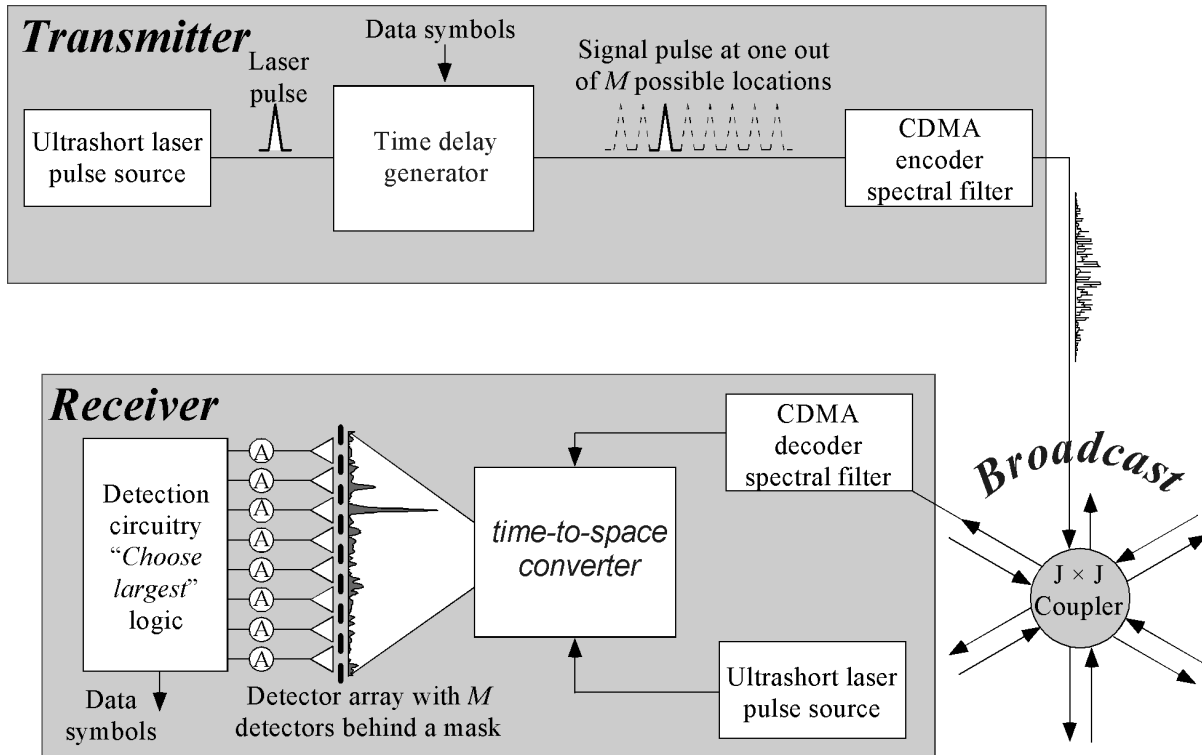 Transmitter
Data symbols
Laser
pulse
Signal pulse at one out
of M possible locations
Ultrashort laser
pulse source
Time delay
generator
CDMA
encoder
spectral filter
Receiver
CDMA
decoder
spectral filter
Broadcast
A
A
A
A
A
A
A
A
Detection
circuitry
“Choose
largest”
logic
time-to-space
converter
J × J
Coupler
Ultrashort laser
pulse source
Data
symbols
Detector array with M
detectors behind a mask